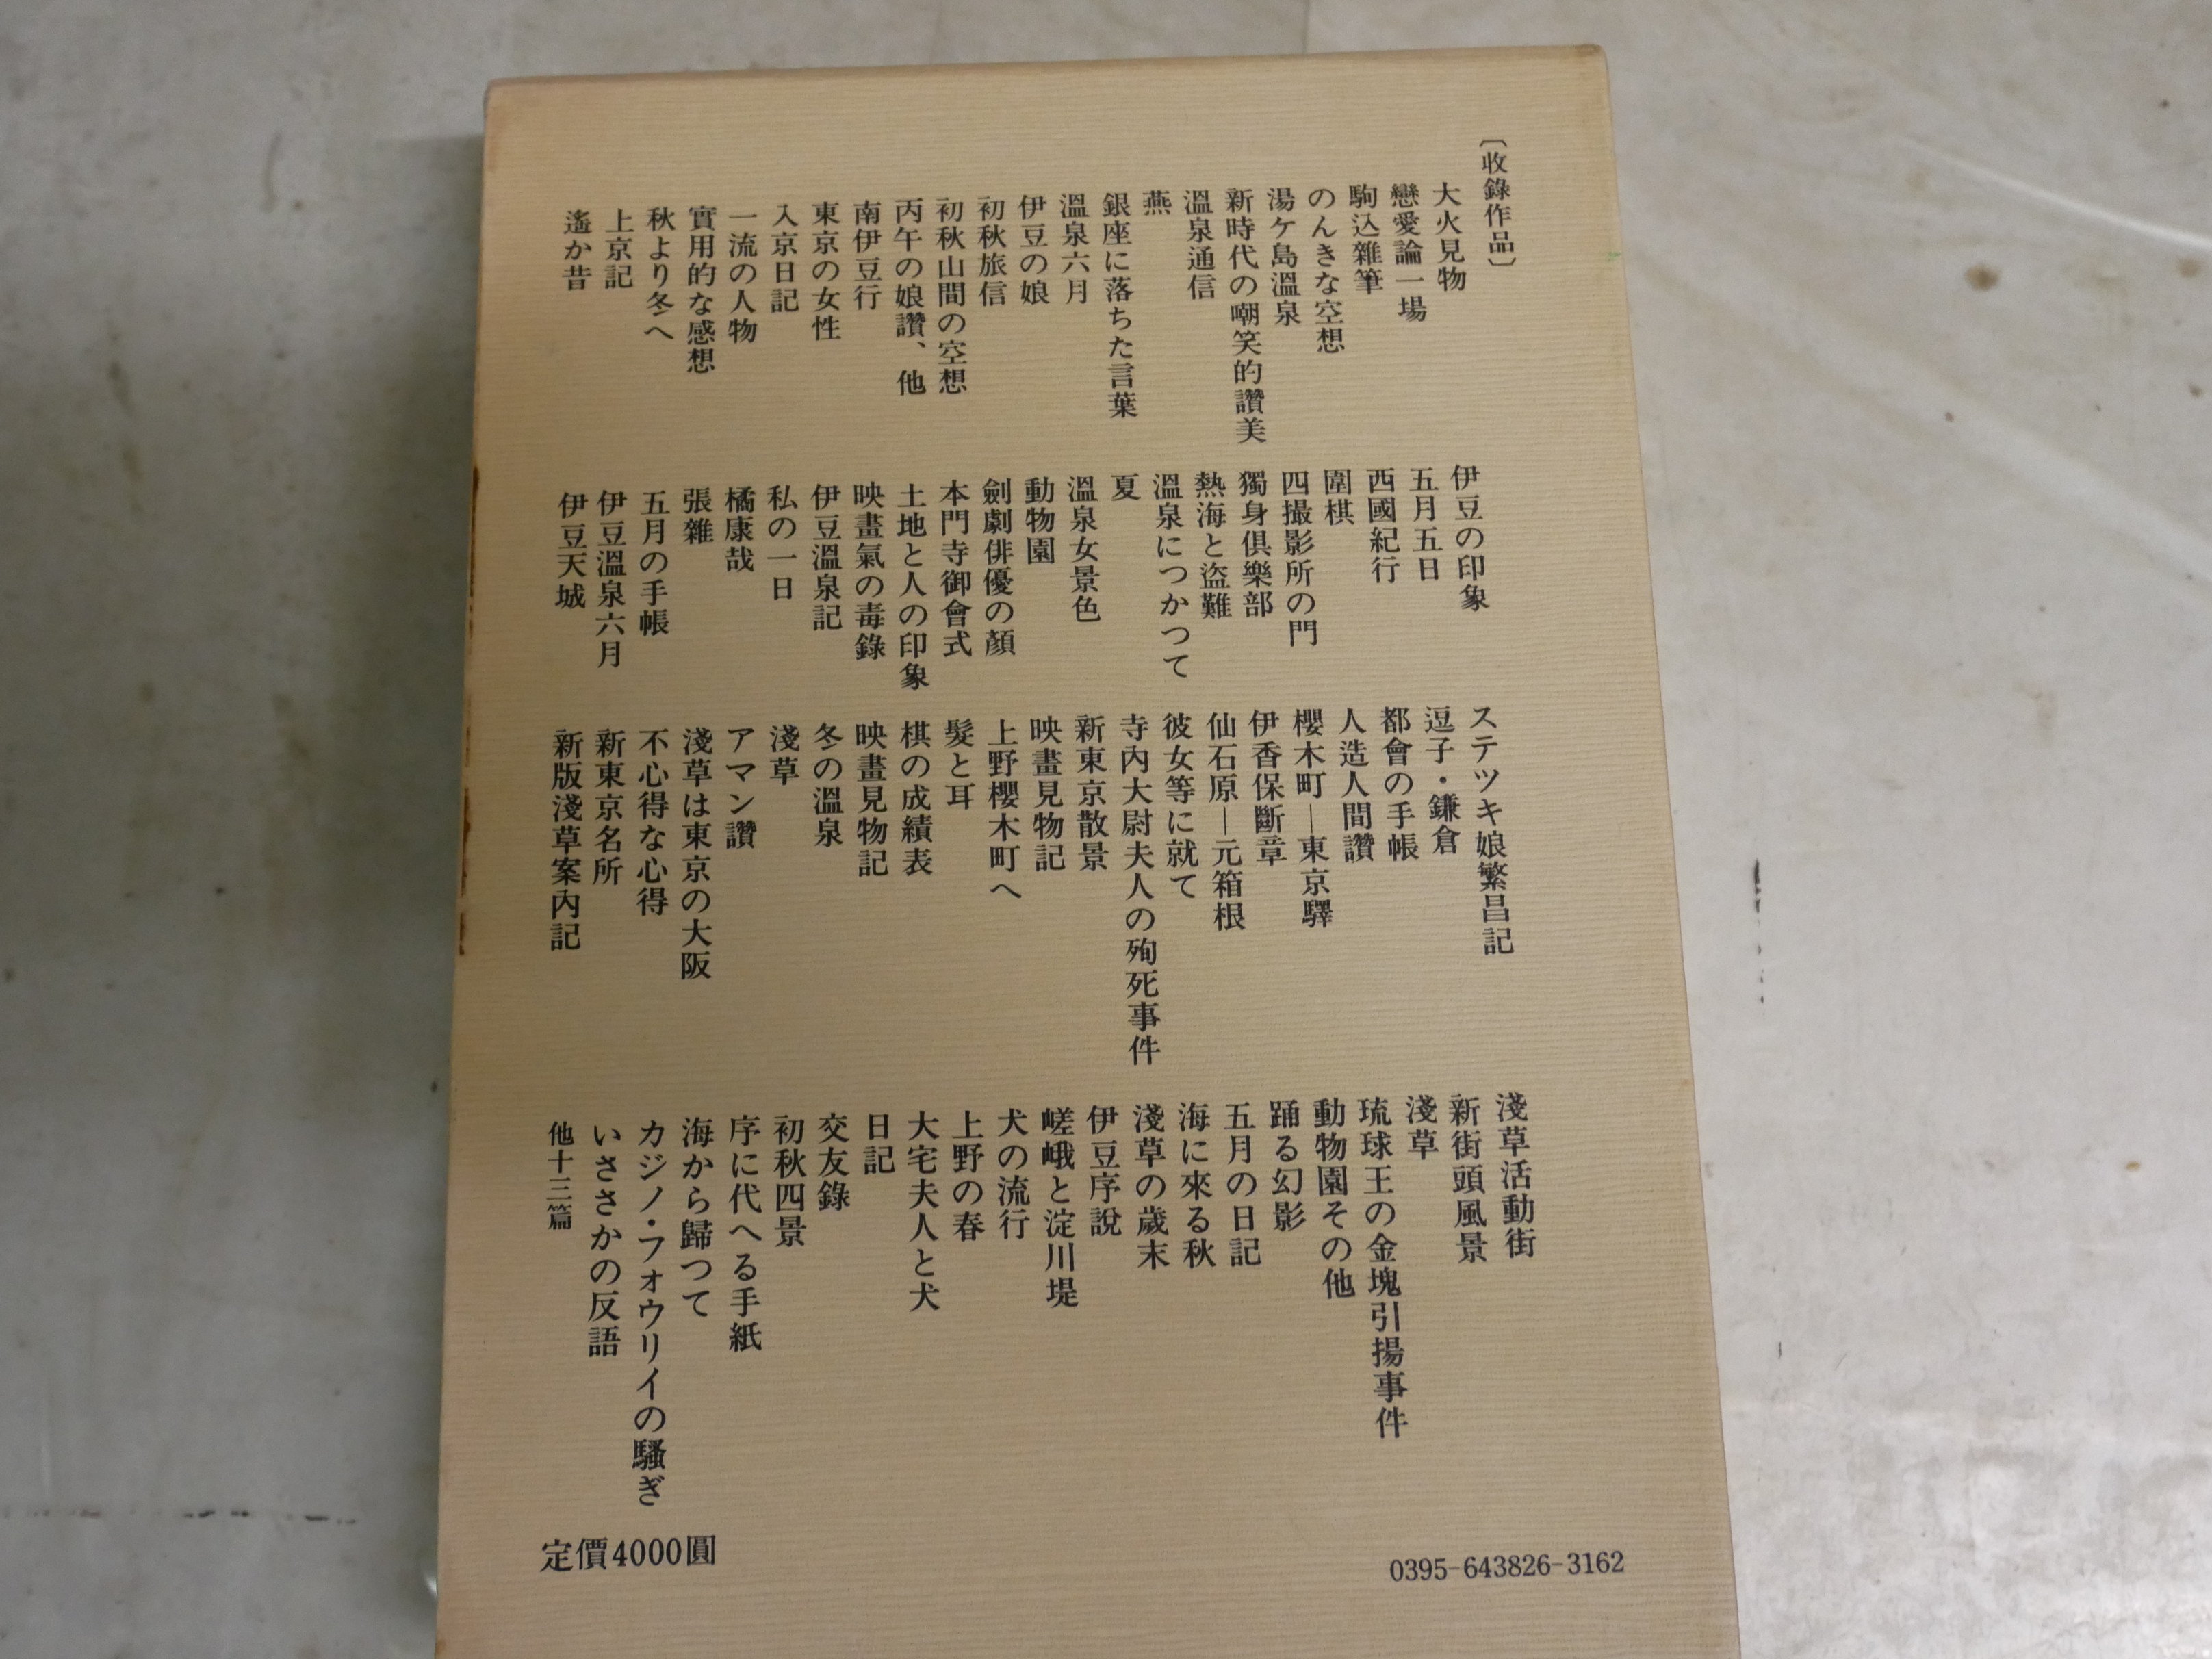 〔收錄作品〕
大火見物
戀愛論一場
駒込雜筆
のんきな空想
湯ケ島溫泉
新時代の嘲笑的讚美
溫泉通信
燕
銀座に落ちた言葉
溫泉六月
伊豆の娘
初秋旅信
初秋山間の空想
丙午の娘讚、他
南伊豆行
東京の女性
入京日記
一流の人物
實用的な感想
秋より冬へ
上京記
遙か昔
伊豆の印象
五月五日
西國紀行
圍棋
四撮影所の門
獨身俱樂部
熱海と盜難
溫泉につかつて
夏
溫泉女景色
動物園
劍劇俳優の顏
本門寺御會式
土地と人の印象
映畫氣の毒錄
伊豆溫泉記
私の一日
橘康哉
張雜
五月の手帳
伊豆溫泉六月
伊豆天城
ステツキ娘繁昌記
逗子・鎌倉
都會の手帳
人造人間讚
櫻木町―東京驛
伊香保斷章
仙石原―元箱根
彼女等に就て
寺內大尉夫人の殉死事件
新東京散景
映畫見物記
上野櫻木町へ
髮と耳
棋の成績表
映畫見物記
冬の溫泉
淺草
アマン讚
淺草は東京の大阪
不心得な心得
新東京名所
新版淺草案內記
淺草活動街
新街頭風景
淺草
琉球王の金塊引揚事件
動物園その他
踊る幻影
五月の日記
海に來る秋
淺草の歲末
伊豆序說
嵯峨と淀川堤
犬の流行
上野の春
大宅夫人と犬
日記
交友錄
初秋四景
序に代へる手紙
海から歸つて
カジノ・フォウリイの騷ぎ
いささかの反語
他十三篇
定價4000圓
0395-643826-3162